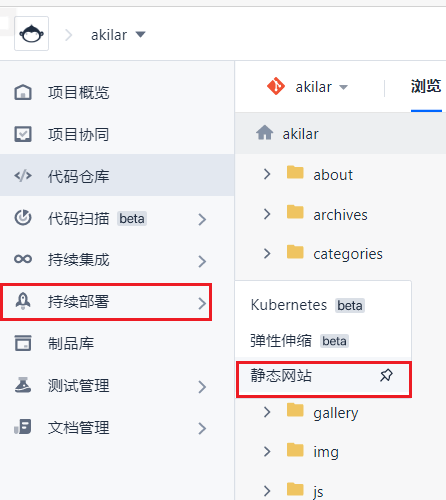 akilar
项目概览
项目协同
代码仓库
代码扫描 beta
持续集成
持续部署
制品库
测试管理
文档管理
akilar
浏览
akilar
about
archives
categories
Kubernetes beta
弹性伸缩 beta
静态网站
gallery
img
js